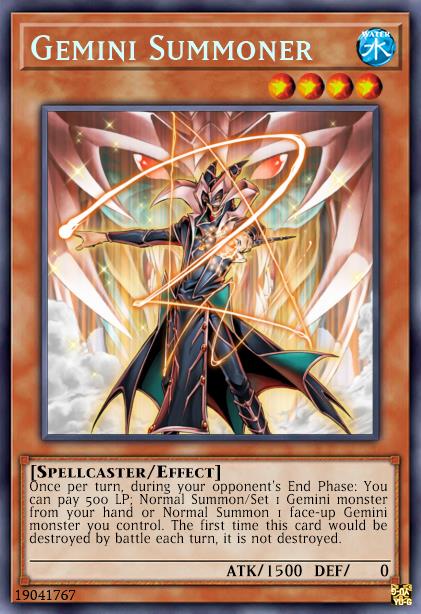 Gemini Summoner
WATER
水
[Spellcaster/Effect]
Once per turn, during your opponent's End Phase: You
can pay 500 LP; Normal Summon/Set 1 Gemini monster
from your hand or Normal Summon 1 face-up Gemini
monster you control. The first time this card would be
destroyed by battle each turn, it is not destroyed.
ATK/1500 DEF/ 0
19041767